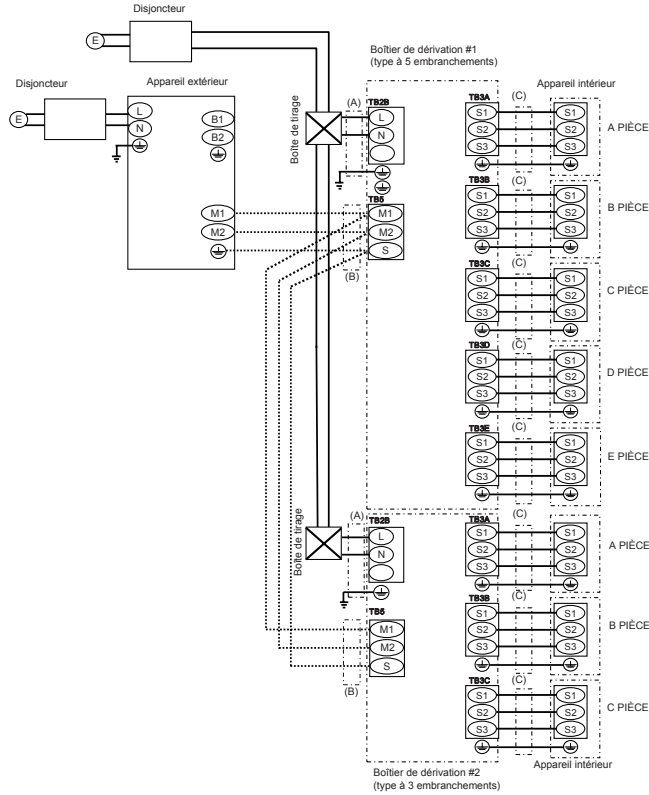 Disjoncteur
E
Disjoncteur
Appareil extérieur
E
L
N
B1
B2
M1
M2
Boîte de tirage
Boîtier de dérivation #1
(type à 5 embranchements)
Appareil intérieur
(A)
TB2B
L
N
TB5
M1
M2
S
(B)
TB3A
(C)
S1 S1
S2 S2
S3 S3
A PIÈCE
TB3B
(C)
S1 S1
S2 S2
S3 S3
B PIÈCE
TB3C
(C)
S1 S1
S2 S2
S3 S3
C PIÈCE
TB3D
(C)
S1 S1
S2 S2
S3 S3
D PIÈCE
TB3E
(C)
S1 S1
S2 S2
S3 S3
E PIÈCE
Boîte de tirage
(A)
TB2B
L
N
TB5
M1
M2
S
(B)
TB3A
(C)
S1 S1
S2 S2
S3 S3
A PIÈCE
TB3B
(C)
S1 S1
S2 S2
S3 S3
B PIÈCE
TB3C
(C)
S1 S1
S2 S2
S3 S3
C PIÈCE
Appareil intérieur
Boîtier de dérivation #2
(type à 3 embranchements)